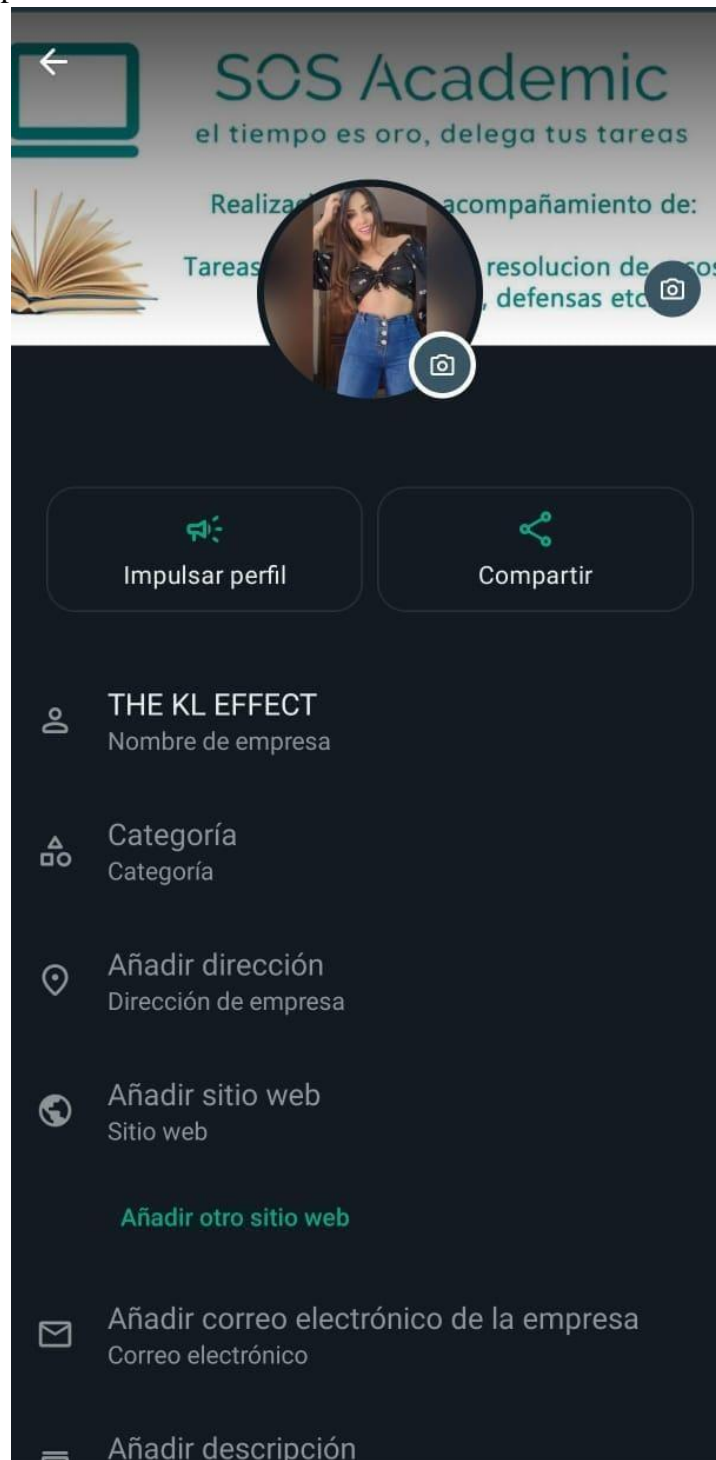 SOS Academic
el tiempo es oro, delega tus tareas
acompañamiento de:
Tareas resolucion de
defensas etc
Impulsar perfil
Compartir
THE KL EFFECT
Nombre de empresa
Categoría
Categoría
Añadir dirección
Dirección de empresa
Añadir sitio web
Sitio web
Añadir otro sitio web
Añadir correo electrónico de la empresa
Correo electrónico
Añadir descripción